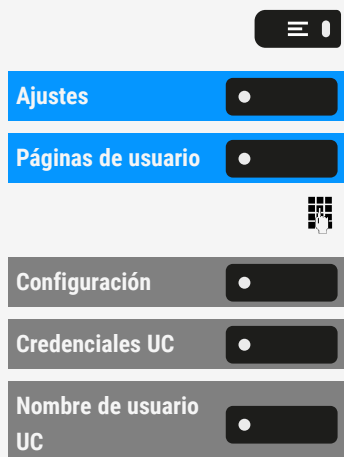 Ajustes
Páginas de usuario
Configuración
Credenciales UC
Nombre de usuario
UC